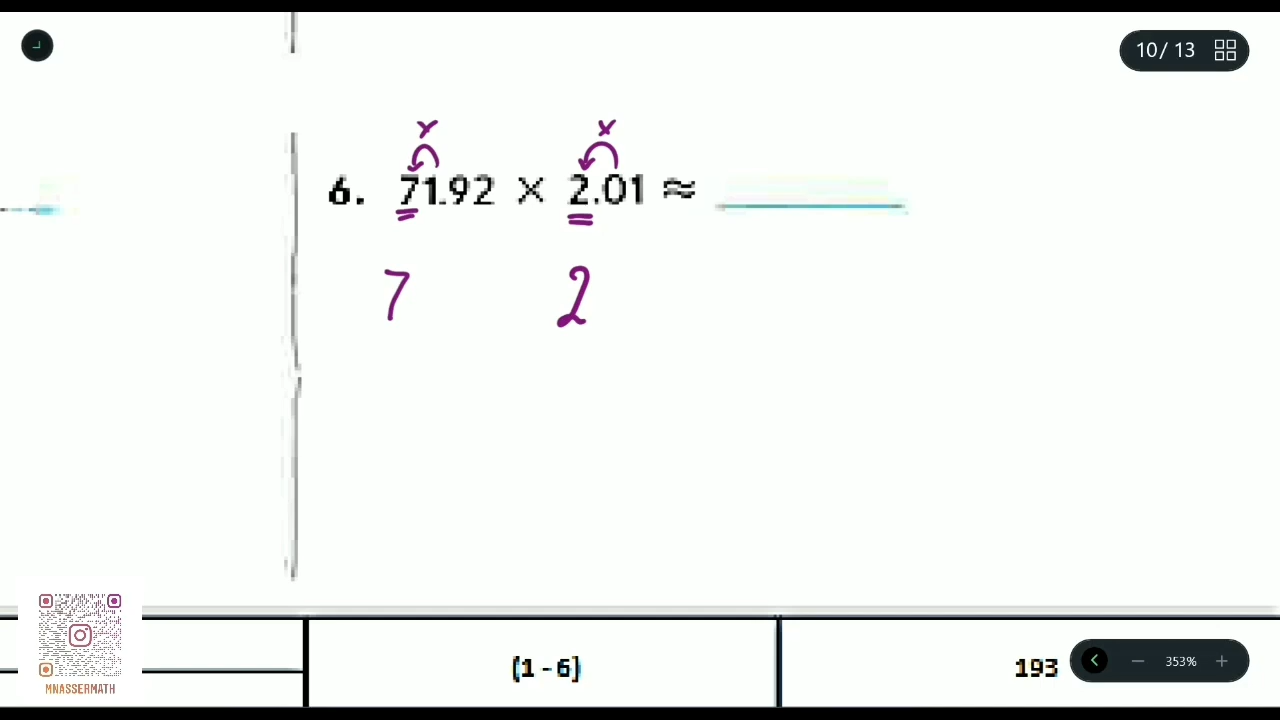 10/ 13
x x
6. 71.92 × 2.01 ≈
7 2
(1 - 6) 193
353%
MNASSERMATH